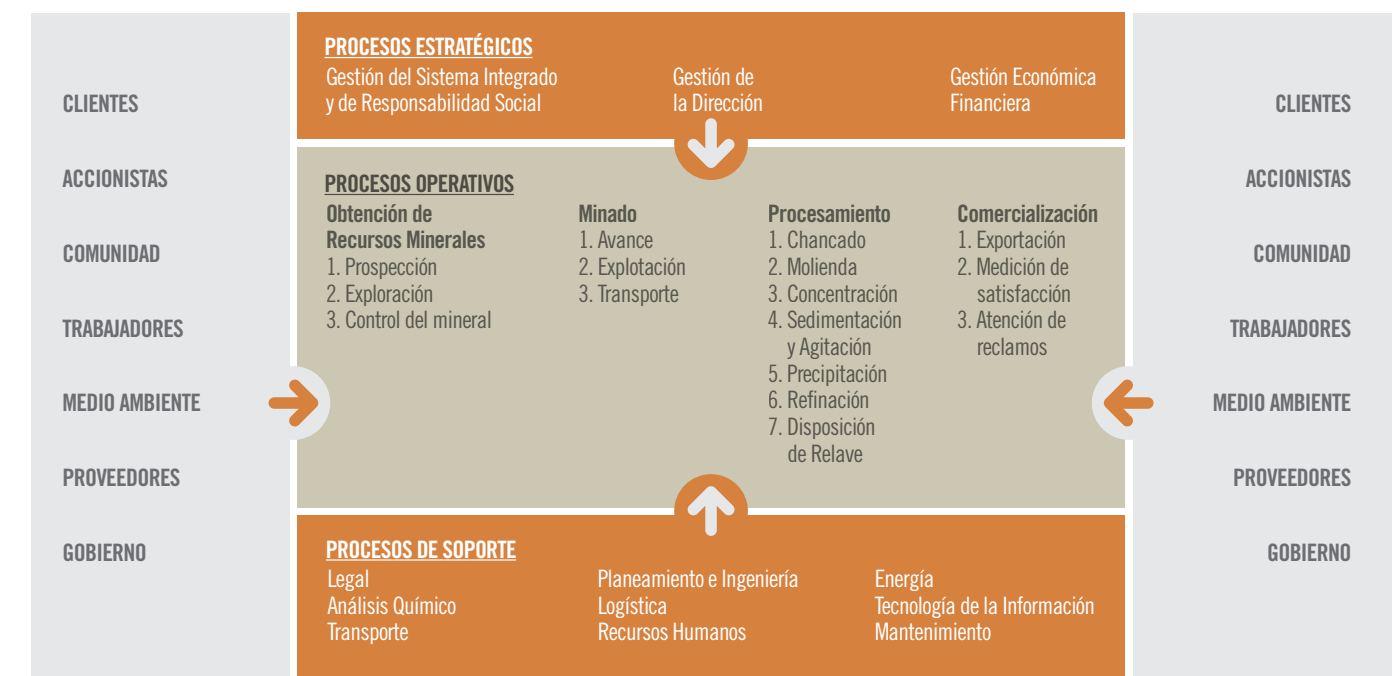 CLIENTES
ACCIONISTAS
COMUNIDAD
TRABAJADORES
MEDIO AMBIENTE
PROVEEDORES
GOBIERNO
PROCESOS ESTRATÉGICOS
Gestión del Sistema Integrado
y de Responsabilidad Social
Gestión de
la Dirección
Gestión Económica
Financiera
PROCESOS OPERATIVOS
Obtención de
Recursos Minerales
1. Prospección
2. Exploración
3. Control del mineral
Minado
1. Avance
2. Explotación
3. Transporte
Procesamiento
1. Chancado
2. Molienda
3. Concentración
4. Sedimentación
y Agitación
5. Precipitación
6. Refinación
7. Disposición
de Relave
Comercialización
1. Exportación
2. Medición de
satisfacción
3. Atención de
reclamos
PROCESOS DE SOPORTE
Legal
Análisis Químico
Transporte
Planeamiento e Ingeniería
Logística
Recursos Humanos
Energía
Tecnología de la Información
Mantenimiento
CLIENTES
ACCIONISTAS
COMUNIDAD
TRABAJADORES
MEDIO AMBIENTE
PROVEEDORES
GOBIERNO